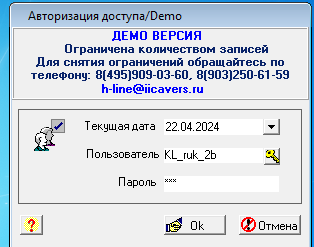 Авторизация доступа/Demo
ДЕМО ВЕРСИЯ
Ограничена количеством записей
Для снятия ограничений обращайтесь по
телефону: 8(495)909-03-60, 8(903)250-61-59
h-line@iicavers.ru
Текущая дата 22.04.2024
Пользователь KL_ruk_2b
Пароль ***
? Ok Отмена